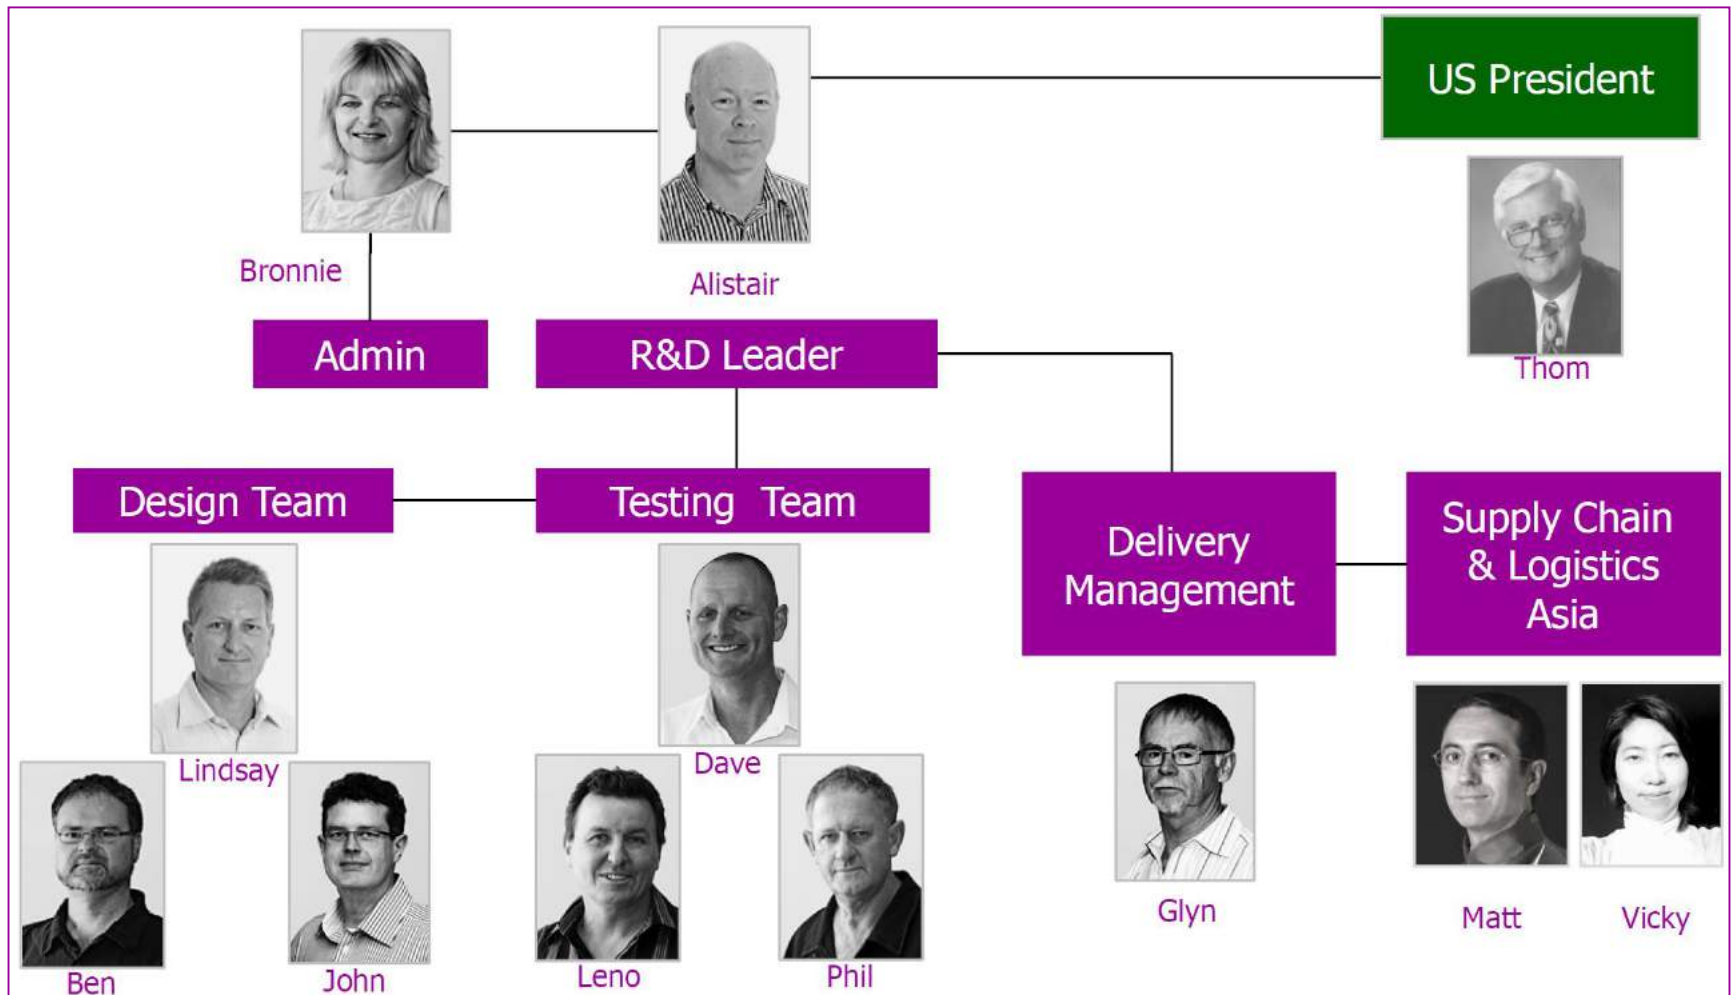 US President
Bronnie
Alistair
Thom
Admin
R&D Leader
Design Team
Testing Team
Delivery
Management
Supply Chain
& Logistics
Asia
Lindsay
Dave
Ben
John
Leno
Phil
Glyn
Matt
Vicky